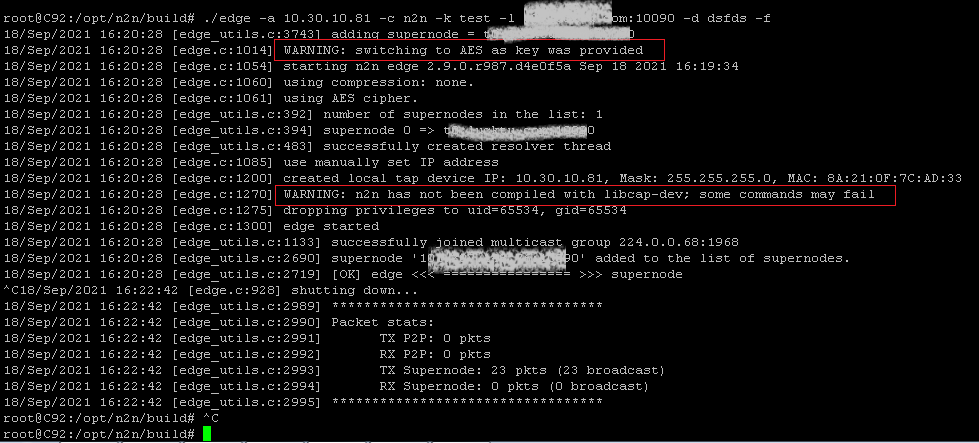 root@C92:/opt/n2n/build# ./edge -a 10.30.10.81 -c n2n -k test -l om:10090 -d dsfds -f
18/Sep/2021 16:20:28 [edge_utils.c:3743] adding supernode =
18/Sep/2021 16:20:28 [edge.c:1014] WARNING: switching to AES as key was provided
18/Sep/2021 16:20:28 [edge.c:1054] starting n2n edge 2.9.0.r987.d4e0f5a Sep 18 2021 16:19:34
18/Sep/2021 16:20:28 [edge.c:1060] using compression: none.
18/Sep/2021 16:20:28 [edge.c:1061] using AES cipher.
18/Sep/2021 16:20:28 [edge_utils.c:392] number of supernodes in the list: 1
18/Sep/2021 16:20:28 [edge_utils.c:394] supernode 0 =>
18/Sep/2021 16:20:28 [edge_utils.c:483] successfully created resolver thread
18/Sep/2021 16:20:28 [edge.c:1085] use manually set IP address
18/Sep/2021 16:20:28 [edge.c:1200] created local tap device IP: 10.30.10.81, Mask: 255.255.255.0, MAC: 8A:21:0F:7C:AD:33
18/Sep/2021 16:20:28 [edge.c:1270] WARNING: n2n has not been compiled with libcap-dev; some commands may fail
18/Sep/2021 16:20:28 [edge.c:1275] dropping privileges to uid=65534, gid=65534
18/Sep/2021 16:20:28 [edge.c:1300] edge started
18/Sep/2021 16:20:28 [edge_utils.c:1133] successfully joined multicast group 224.0.0.68:1968
18/Sep/2021 16:20:28 [edge_utils.c:2690] supernode ' 90' added to the list of supernodes.
18/Sep/2021 16:20:28 [edge_utils.c:2719] [OK] edge <<< ================ >>> supernode
^C18/Sep/2021 16:22:42 [edge.c:928] shutting down...
18/Sep/2021 16:22:42 [edge_utils.c:2989] **********************************
18/Sep/2021 16:22:42 [edge_utils.c:2990] Packet stats:
18/Sep/2021 16:22:42 [edge_utils.c:2991] TX P2P: 0 pkts
18/Sep/2021 16:22:42 [edge_utils.c:2992] RX P2P: 0 pkts
18/Sep/2021 16:22:42 [edge_utils.c:2993] TX Supernode: 23 pkts (23 broadcast)
18/Sep/2021 16:22:42 [edge_utils.c:2994] RX Supernode: 0 pkts (0 broadcast)
18/Sep/2021 16:22:42 [edge_utils.c:2995] **********************************
root@C92:/opt/n2n/build# ^C
root@C92:/opt/n2n/build#